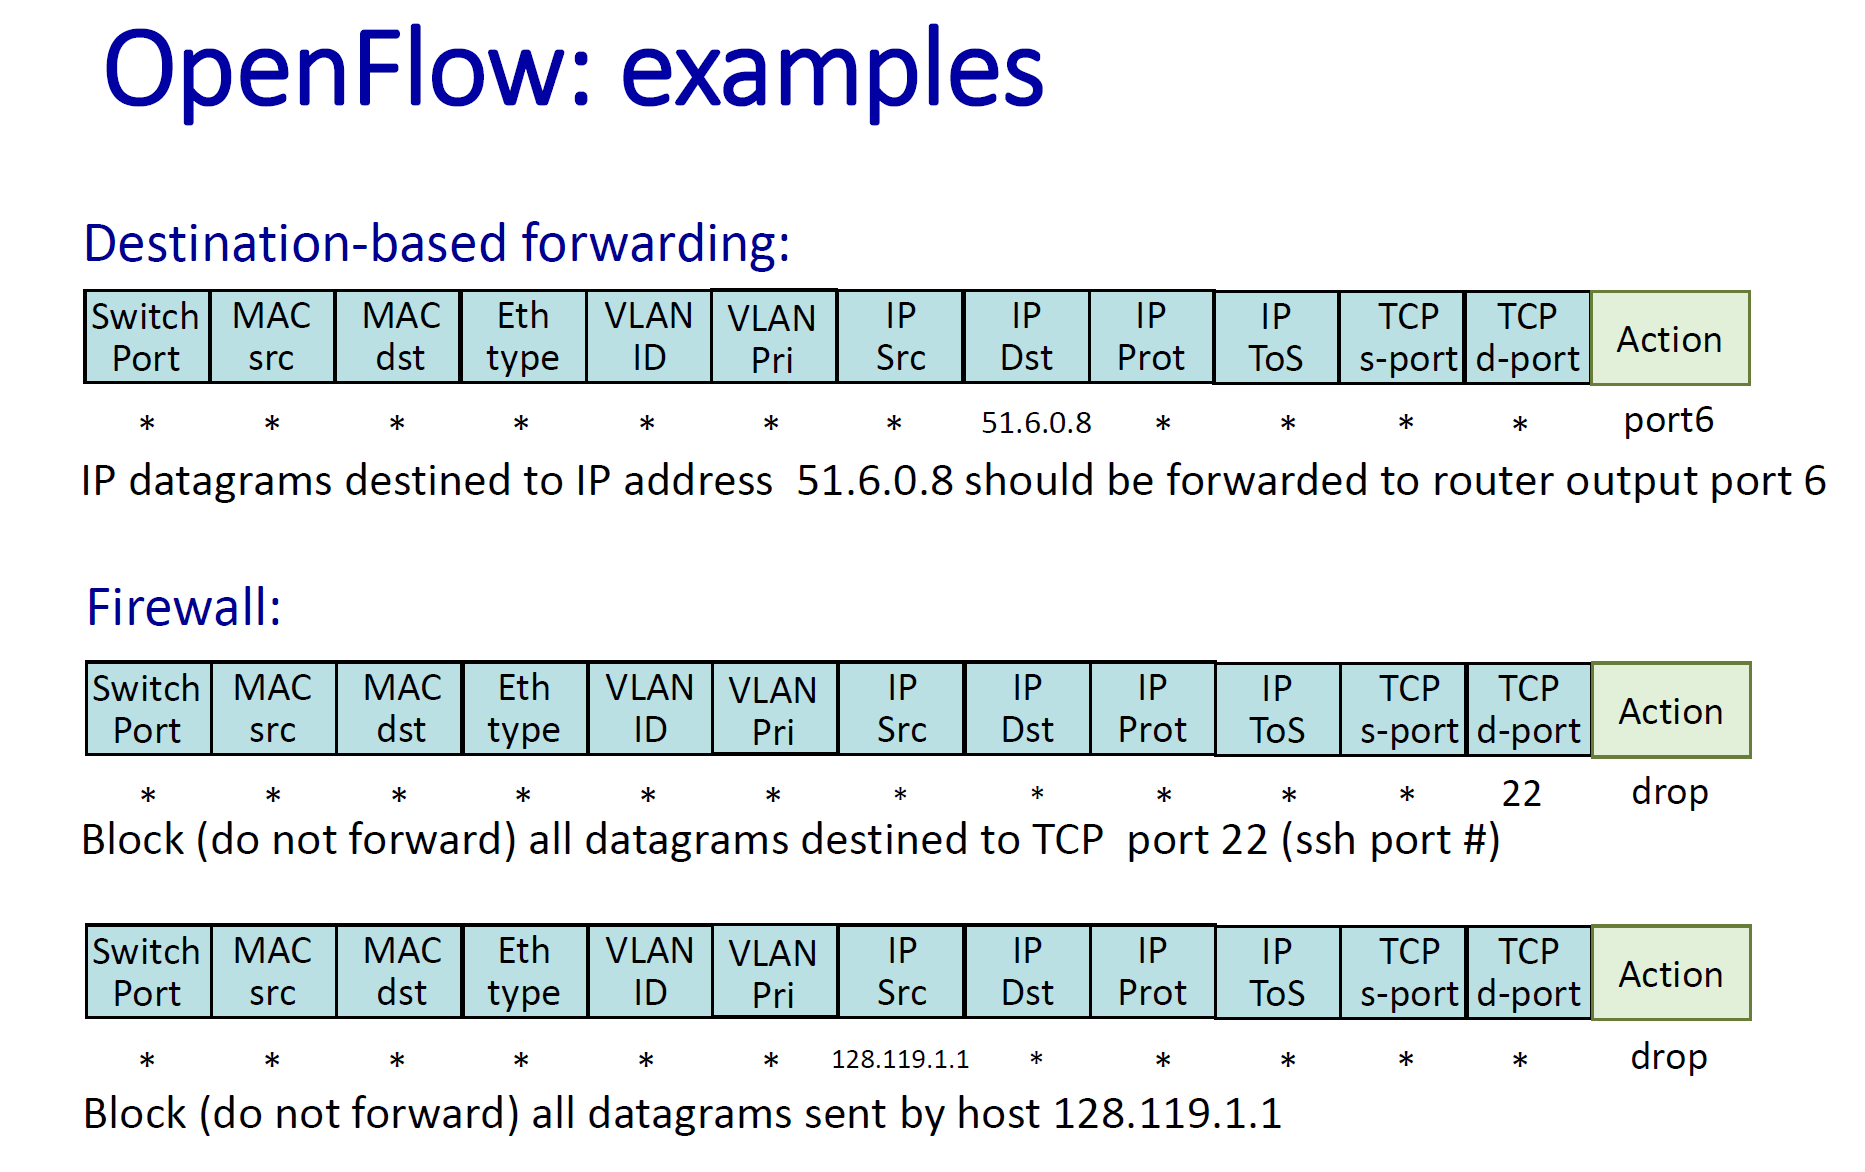 OpenFlow: examples
Destination-based forwarding:
Switch Port MAC src MAC dst Eth type VLAN ID VLAN Pri IP Src IP Dst IP Prot IP ToS TCP s-port TCP d-port Action
* * * * * * * 51.6.0.8 * * * * port6
IP datagrams destined to IP address 51.6.0.8 should be forwarded to router output port 6
Firewall:
Switch Port MAC src MAC dst Eth type VLAN ID VLAN Pri IP Src IP Dst IP Prot IP ToS TCP s-port TCP d-port Action
* * * * * * * * * * * 22 drop
Block (do not forward) all datagrams destined to TCP port 22 (ssh port #)
Switch Port MAC src MAC dst Eth type VLAN ID VLAN Pri IP Src IP Dst IP Prot IP ToS TCP s-port TCP d-port Action
* * * * * * 128.119.1.1 * * * * * drop
Block (do not forward) all datagrams sent by host 128.119.1.1